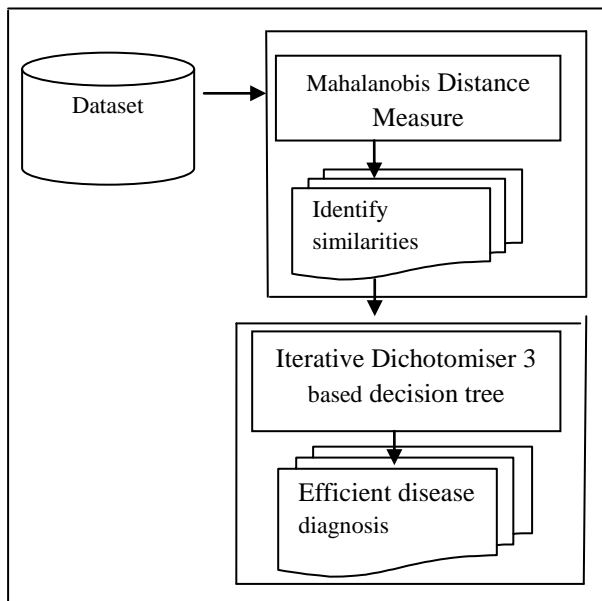 Dataset
Mahalanobis Distance
Measure
Identify
similarities
Iterative Dichotomiser 3
based decision tree
Efficient disease
diagnosis